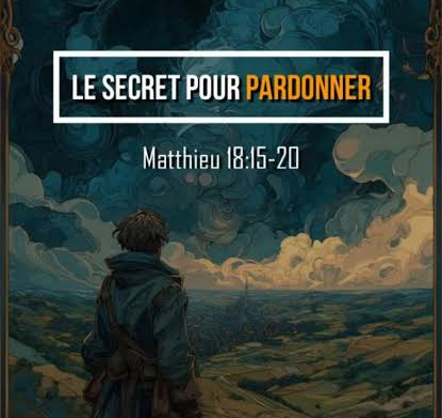 LE SECRET POUR PARDONNER
Matthieu 18:15-20